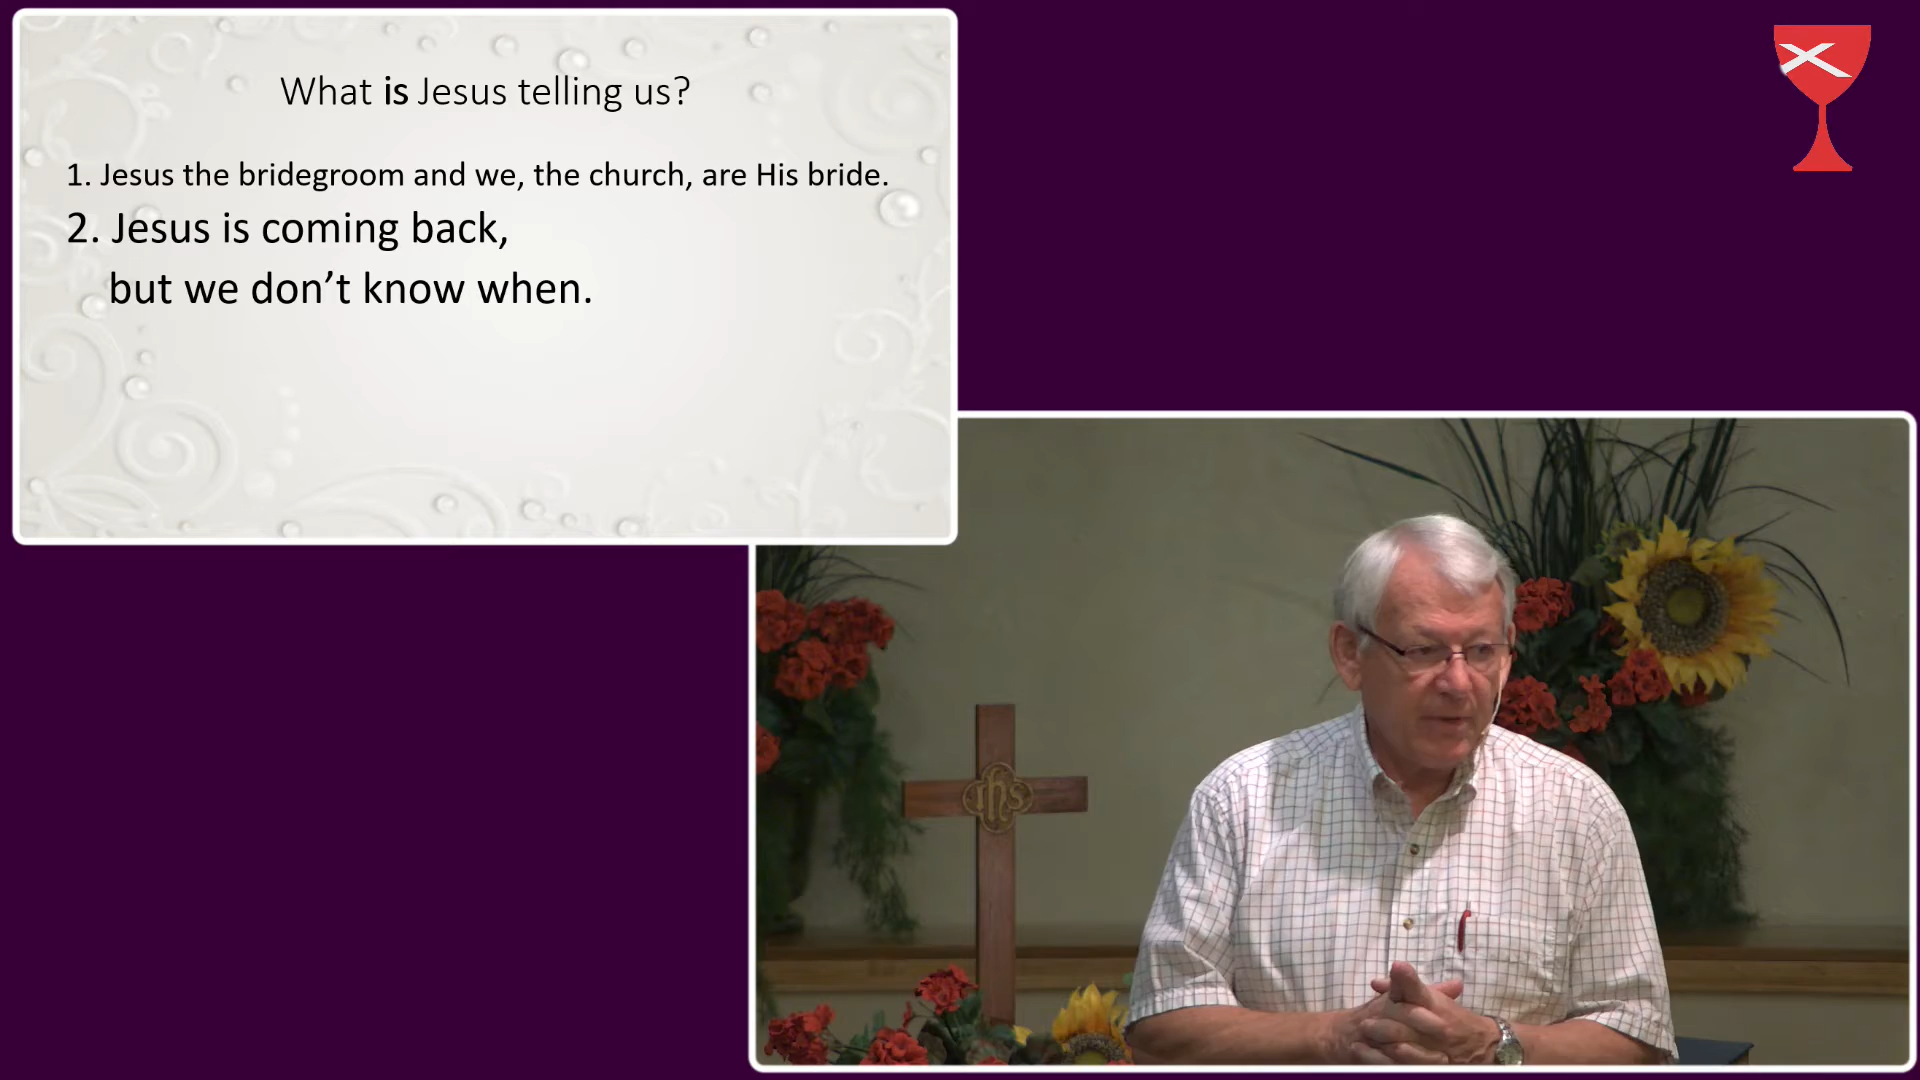 What is Jesus telling us?
1. Jesus the bridegroom and we, the church, are His bride.
2. Jesus is coming back,
but we don’t know when.
IHS